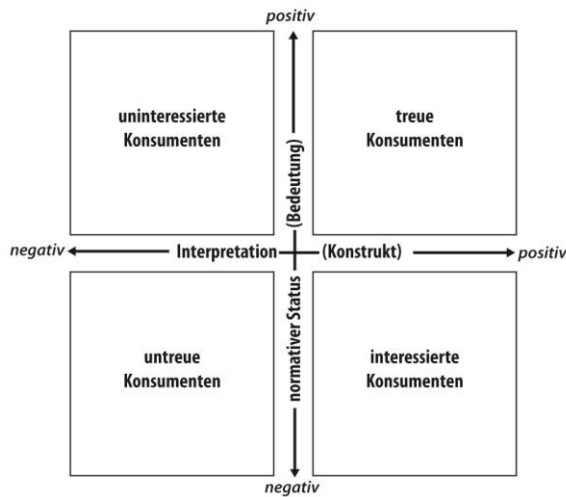 positiv
uninteressierte
Konsumenten
treue
Konsumenten
normativer Status (Bedeutung)
negativ
Interpretation (Konstrukt)
positiv
untreue
Konsumenten
interessierte
Konsumenten
negativ